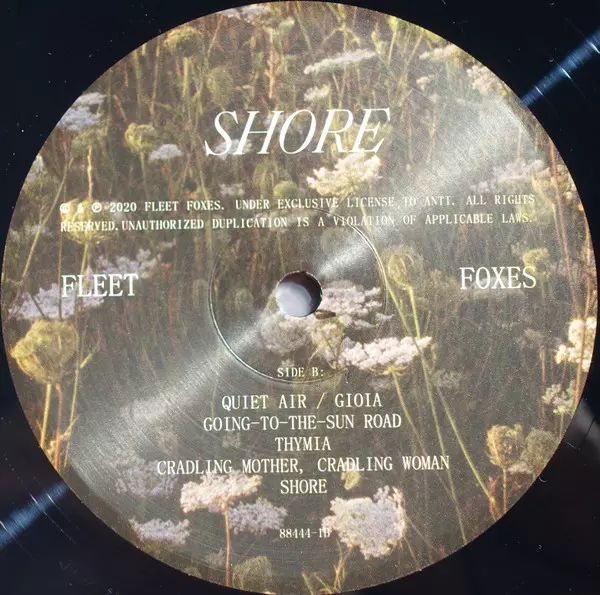 SHORE
© & ℗ 2020 FLEET FOXES. UNDER EXCLUSIVE LICENSE TO ANTI. ALL RIGHTS
RESERVED. UNAUTHORIZED DUPLICATION IS A VIOLATION OF APPLICABLE LAWS.
FLEET FOXES
SIDE B:
QUIET AIR / GIOIA
GOING-TO-THE-SUN ROAD
THYMIA
CRADLING MOTHER, CRADLING WOMAN
SHORE